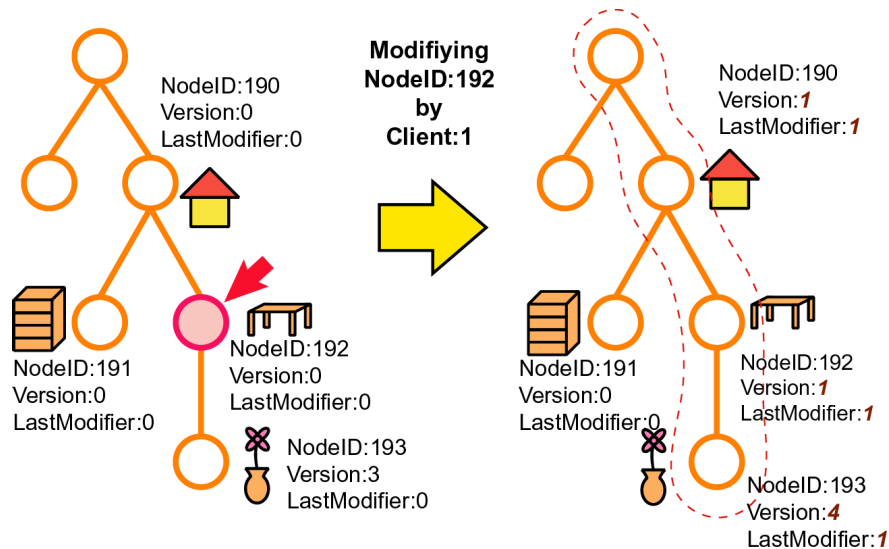 Modifiying
NodeID:192
by
Client:1
NodeID:190
Version:0
LastModifier:0
NodeID:191
Version:0
LastModifier:0
NodeID:192
Version:0
LastModifier:0
NodeID:193
Version:3
LastModifier:0
NodeID:190
Version:1
LastModifier:1
NodeID:191
Version:0
LastModifier:0
NodeID:192
Version:1
LastModifier:1
NodeID:193
Version:4
LastModifier:1